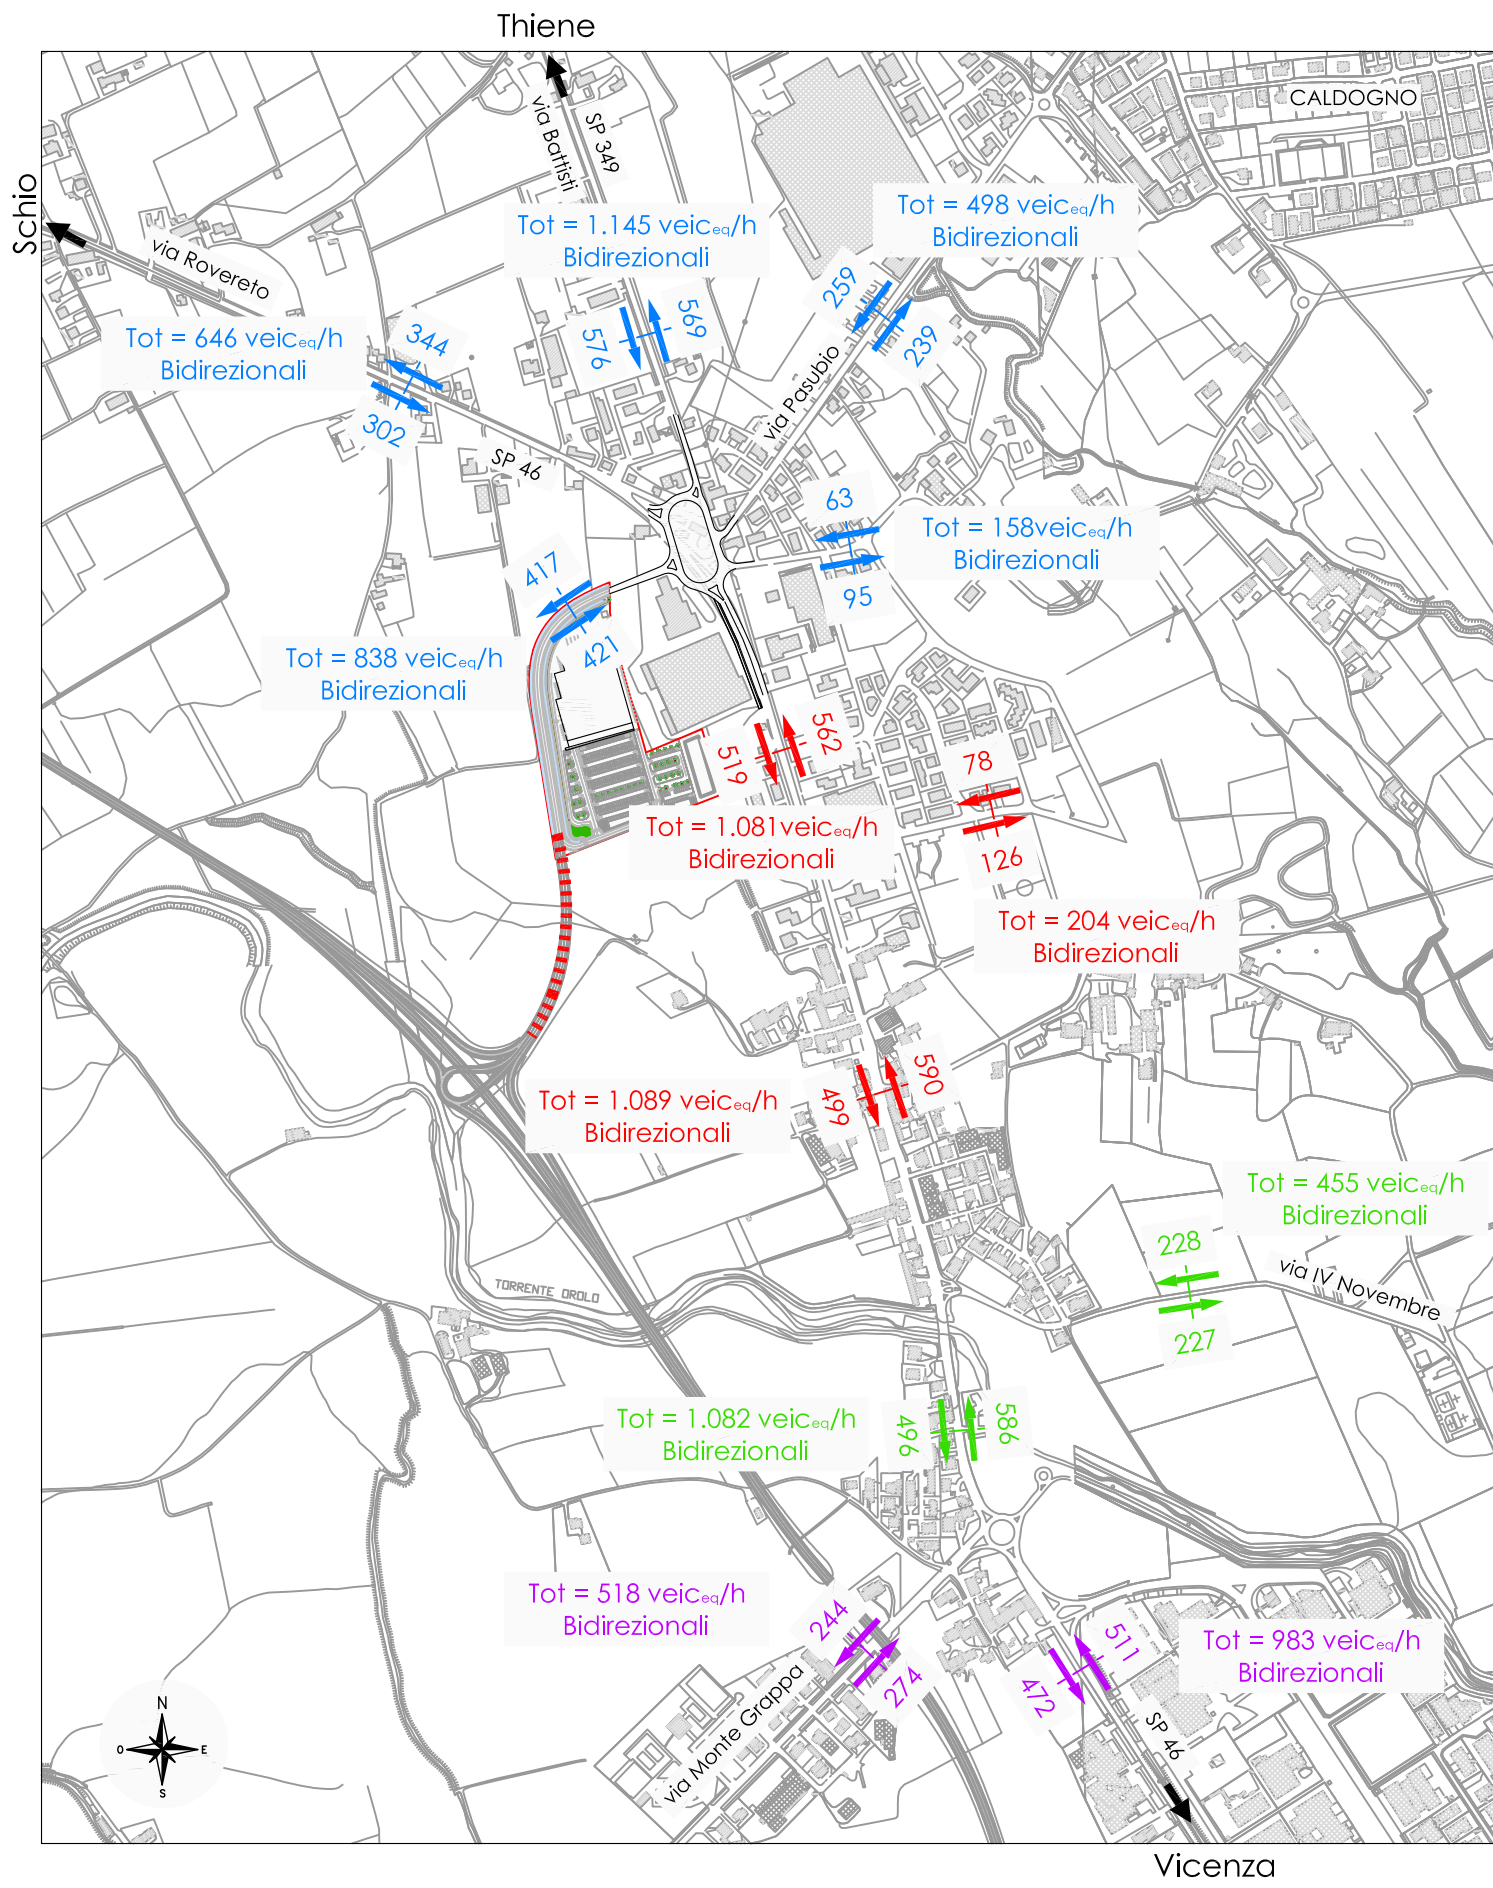 Thiene
CALDOGNO
via Battisti
SP 349
Schio
via Rovereto
Tot = 1.145 veiceq/h
Bidirezionali
Tot = 498 veiceq/h
Bidirezionali
259
239
569
576
Tot = 646 veiceq/h
Bidirezionali
344
302
via Pasubio
SP 46
63
Tot = 158veiceq/h
Bidirezionali
95
417
421
Tot = 838 veiceq/h
Bidirezionali
562
519
78
126
Tot = 1.081veiceq/h
Bidirezionali
Tot = 204 veiceq/h
Bidirezionali
590
499
Tot = 1.089 veiceq/h
Bidirezionali
Tot = 455 veiceq/h
Bidirezionali
228
227
via IV Novembre
TORRENTE OROLO
586
496
Tot = 1.082 veiceq/h
Bidirezionali
Tot = 518 veiceq/h
Bidirezionali
244
274
511
472
Tot = 983 veiceq/h
Bidirezionali
via Monte Grappa
SP 46
N
O
E
S
Vicenza